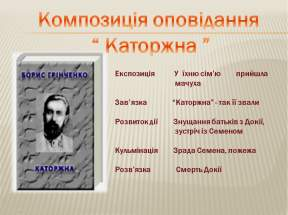 Композиція оповідання
“ Каторжна ”
БОРИС ГРІНЧЕНКО
КАТОРЖНА
Експозиція У їхню сім'ю прийшла
мачуха
Зав'язка "Каторжна" - так її звали
Розвиток дії Знущання батьків з Докії,
зустріч із Семеном
Кульмінація Зрада Семена, пожежа
Розв'язка Смерть Докії